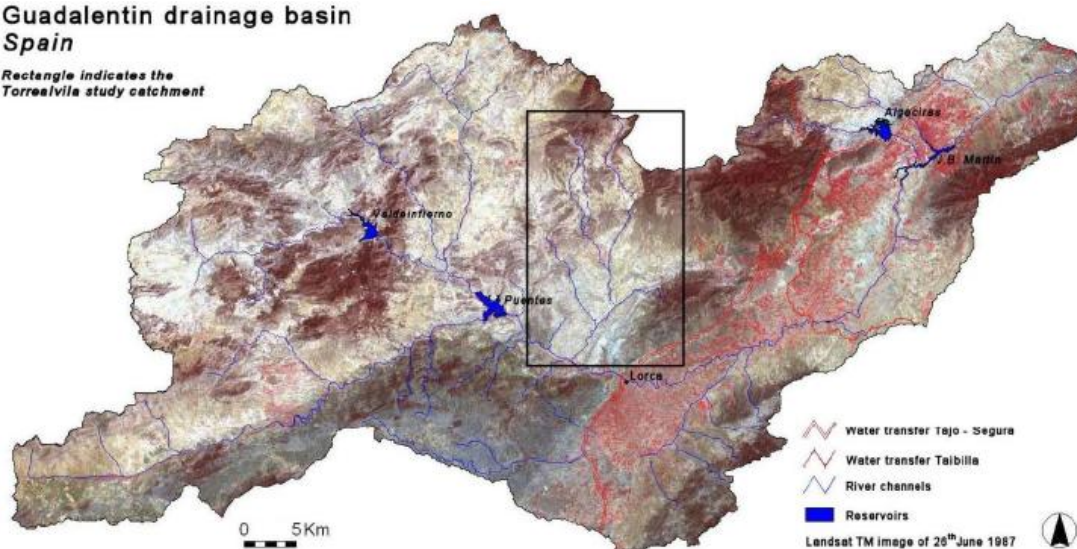 Guadalentin drainage basin
Spain
Rectangle indicates the
Torrealvila study catchment
Algeciras
J.B. Martin
Valdeinfierno
Puentes
Lorca
Water transfer Tajo - Segura
Water transfer Taibilla
River channels
Reservoirs
0 5Km
Landsat TM image of 26th June 1987